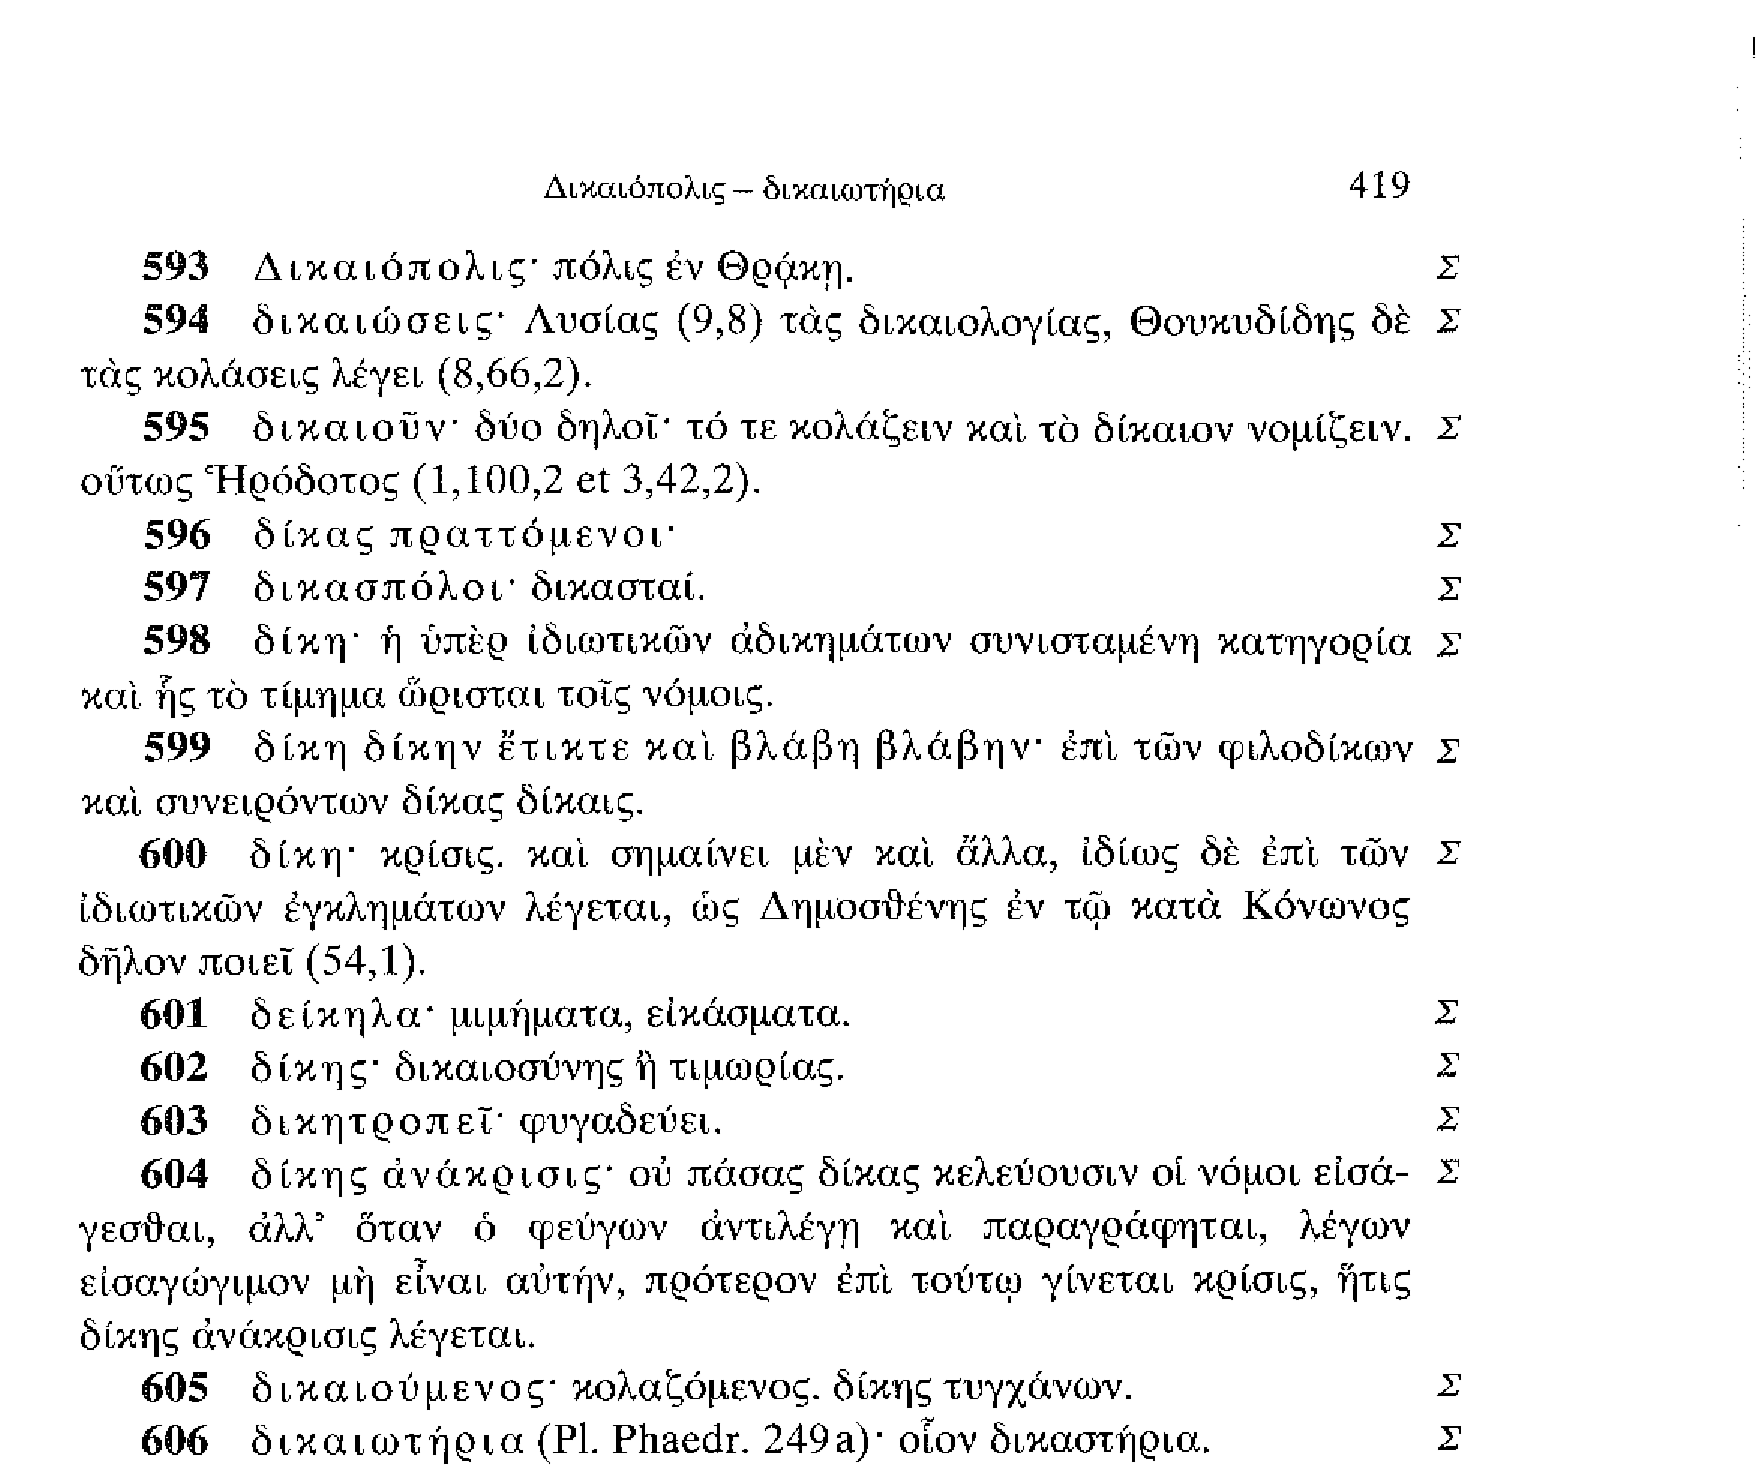 Δικαιόπολις – δικαιωτήρια 419
593 Δικαιόπολις· πόλις ἐν Θρᾴκῃ. Σ
594 δικαιώσεις· Λυσίας (9,8) τὰς δικαιολογίας, Θουκυδίδης δὲ Σ
τὰς κολάσεις λέγει (8,66,2).
595 δικαιοῦν· δύο δηλοῖ· τό τε κολάζειν καὶ τὸ δίκαιον νομίζειν. Σ
οὕτως Ἡρόδοτος (1,100,2 et 3,42,2).
596 δίκας πραττόμενοι· Σ
597 δικασπόλοι· δικασταί. Σ
598 δίκη· ἡ ὑπὲρ ἰδιωτικῶν ἀδικημάτων συνισταμένη κατηγορία Σ
καὶ ἧς τὸ τίμημα ὥρισται τοῖς νόμοις.
599 δίκη δίκην ἔτικτε καὶ βλάβη βλάβην· ἐπὶ τῶν φιλοδίκων Σ
καὶ συνειρόντων δίκας δίκαις.
600 δίκη· κρίσις. καὶ σημαίνει μὲν καὶ ἄλλα, ἰδίως δὲ ἐπὶ τῶν Σ
ἰδιωτικῶν ἐγκλημάτων λέγεται, ὡς Δημοσθένης ἐν τῷ κατὰ Κόνωνος
δῆλον ποιεῖ (54,1).
601 δείκηλα· μιμήματα, εἰκάσματα. Σ
602 δίκης· δικαιοσύνης ἢ τιμωρίας. Σ
603 δικητροπεῖ· φυγαδεύει. Σ
604 δίκης ἀνάκρισις· οὐ πάσας δίκας κελεύουσιν οἱ νόμοι εἰσά- Σ
γεσθαι, ἀλλ’ ὅταν ὁ φεύγων ἀντιλέγῃ καὶ παραγράφηται, λέγων
εἰσαγώγιμον μὴ εἶναι αὐτήν, πρότερον ἐπὶ τούτῳ γίνεται κρίσις, ἥτις
δίκης ἀνάκρισις λέγεται.
605 δικαιούμενος· κολαζόμενος. δίκης τυγχάνων. Σ
606 δικαιωτήρια (Pl. Phaedr. 249a)· οἷον δικαστήρια. Σ